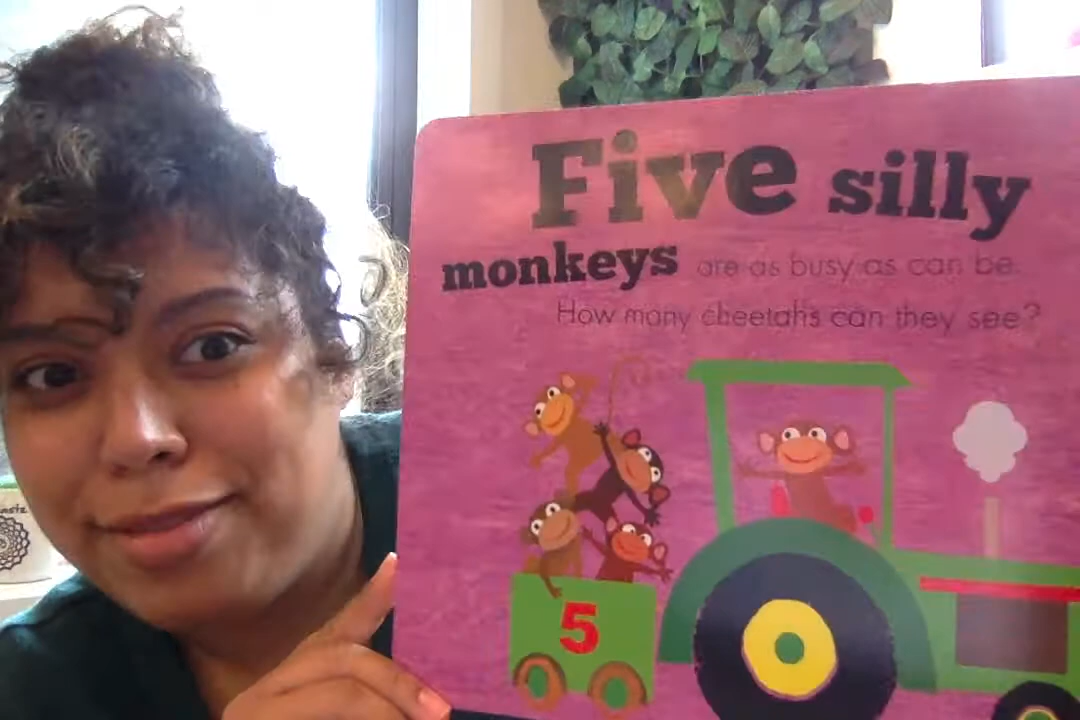 Five silly
monkeys are as busy as can be.
How many cheetahs can they see?
5